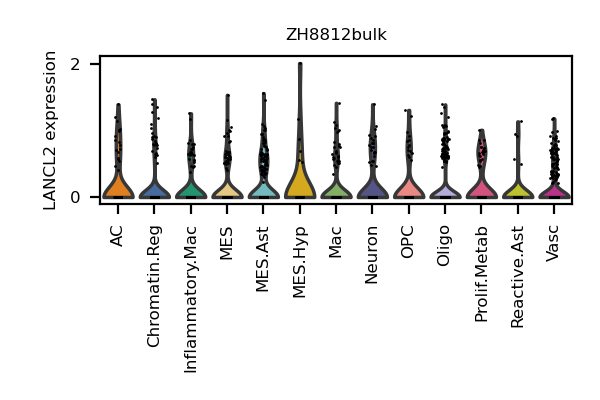 ZH8812bulk
LANCL2 expression
2
0
AC
Chromatin.Reg
Inflammatory.Mac
MES
MES.Ast
MES.Hyp
Mac
Neuron
OPC
Oligo
Prolif.Metab
Reactive.Ast
Vasc